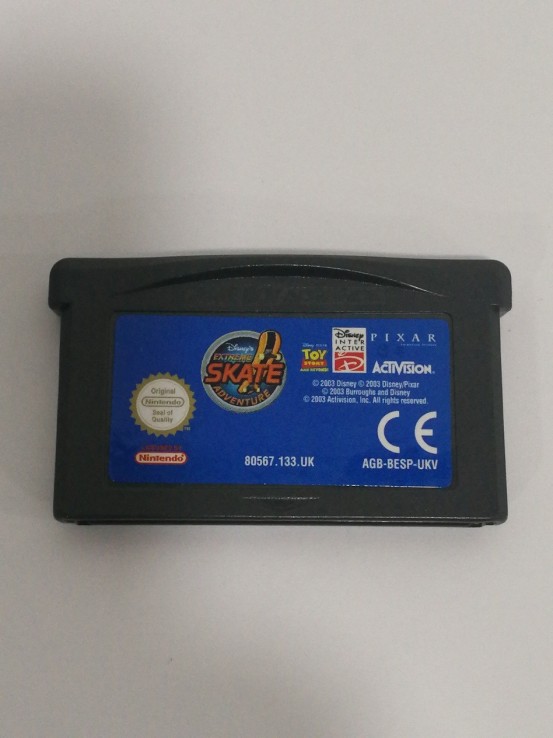 Disney's
EXTREME
SKATE
ADVENTURE
TOY
STORY
Disney
INTER
ACTIVE
PIXAR
ACTIVISION.
© 2003 Disney © 2003 Disney/Pixar
© 2003 Burroughs and Disney
© 2003 Activision, Inc. All rights reserved.
Original
Nintendo
Seal of
Quality
TM
Nintendo
80567.133.UK
CE
AGB-BESP-UKV